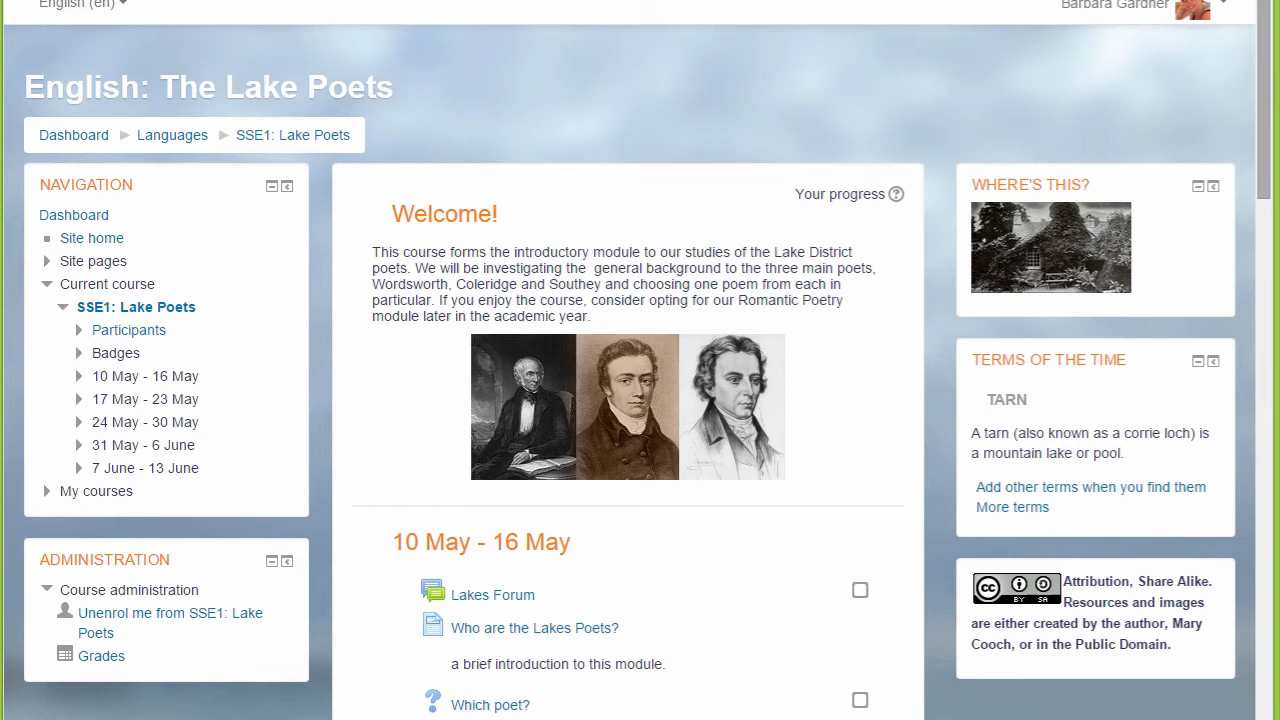 English (en)
Barbara Gardner
English: The Lake Poets
Dashboard
Languages
SSE1: Lake Poets
NAVIGATION
Dashboard
Site home
Site pages
Current course
SSE1: Lake Poets
Participants
Badges
10 May - 16 May
17 May - 23 May
24 May - 30 May
31 May - 6 June
7 June - 13 June
My courses
ADMINISTRATION
Course administration
Unenrol me from SSE1: Lake
Poets
Grades
Your progress
Welcome!
This course forms the introductory module to our studies of the Lake District
poets. We will be investigating the general background to the three main poets,
Wordsworth, Coleridge and Southey and choosing one poem from each in
particular. If you enjoy the course, consider opting for our Romantic Poetry
module later in the academic year.
10 May - 16 May
Lakes Forum
Who are the Lakes Poets?
a brief introduction to this module.
Which poet?
WHERE'S THIS?
TERMS OF THE TIME
TARN
A tarn (also known as a corrie loch) is
a mountain lake or pool.
Add other terms when you find them
More terms
cc BY SA
Attribution, Share Alike.
Resources and images
are either created by the author, Mary
Cooch, or in the Public Domain.